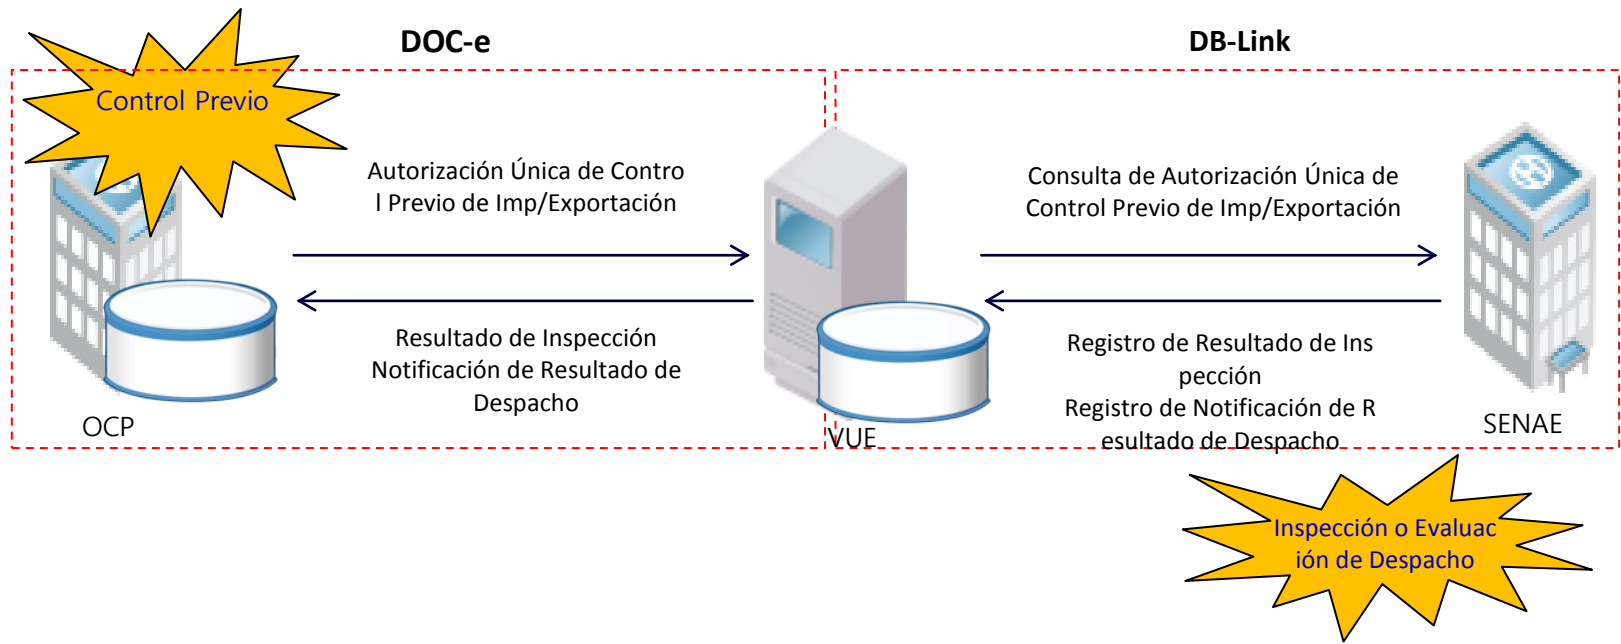 DOC-e
DB-Link
Control Previo
Autorización Única de Contro
l Previo de Imp/Exportación
Consulta de Autorización Única de
Control Previo de Imp/Exportación
Resultado de Inspección
Notificación de Resultado de
Despacho
Registro de Resultado de Ins
pección
Registro de Notificación de R
esultado de Despacho
OCP
VUE
SENAE
Inspección o Evaluac
ión de Despacho